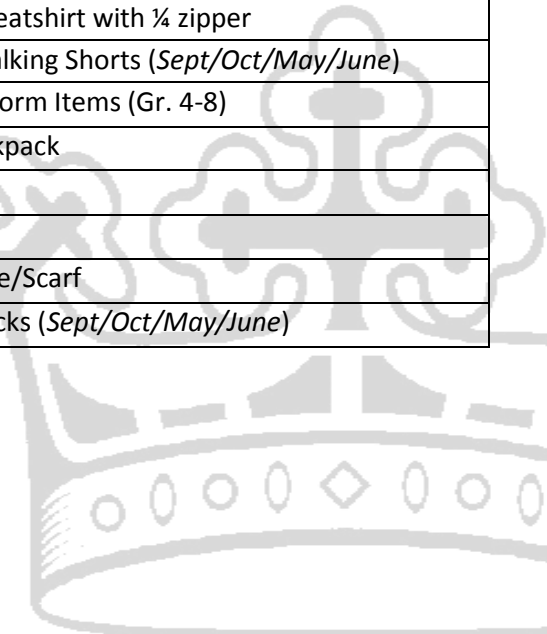 eatshirt with ¼ zipper
alking Shorts (Sept/Oct/May/June)
orm Items (Gr. 4-8)
kpack
e/Scarf
cks (Sept/Oct/May/June)